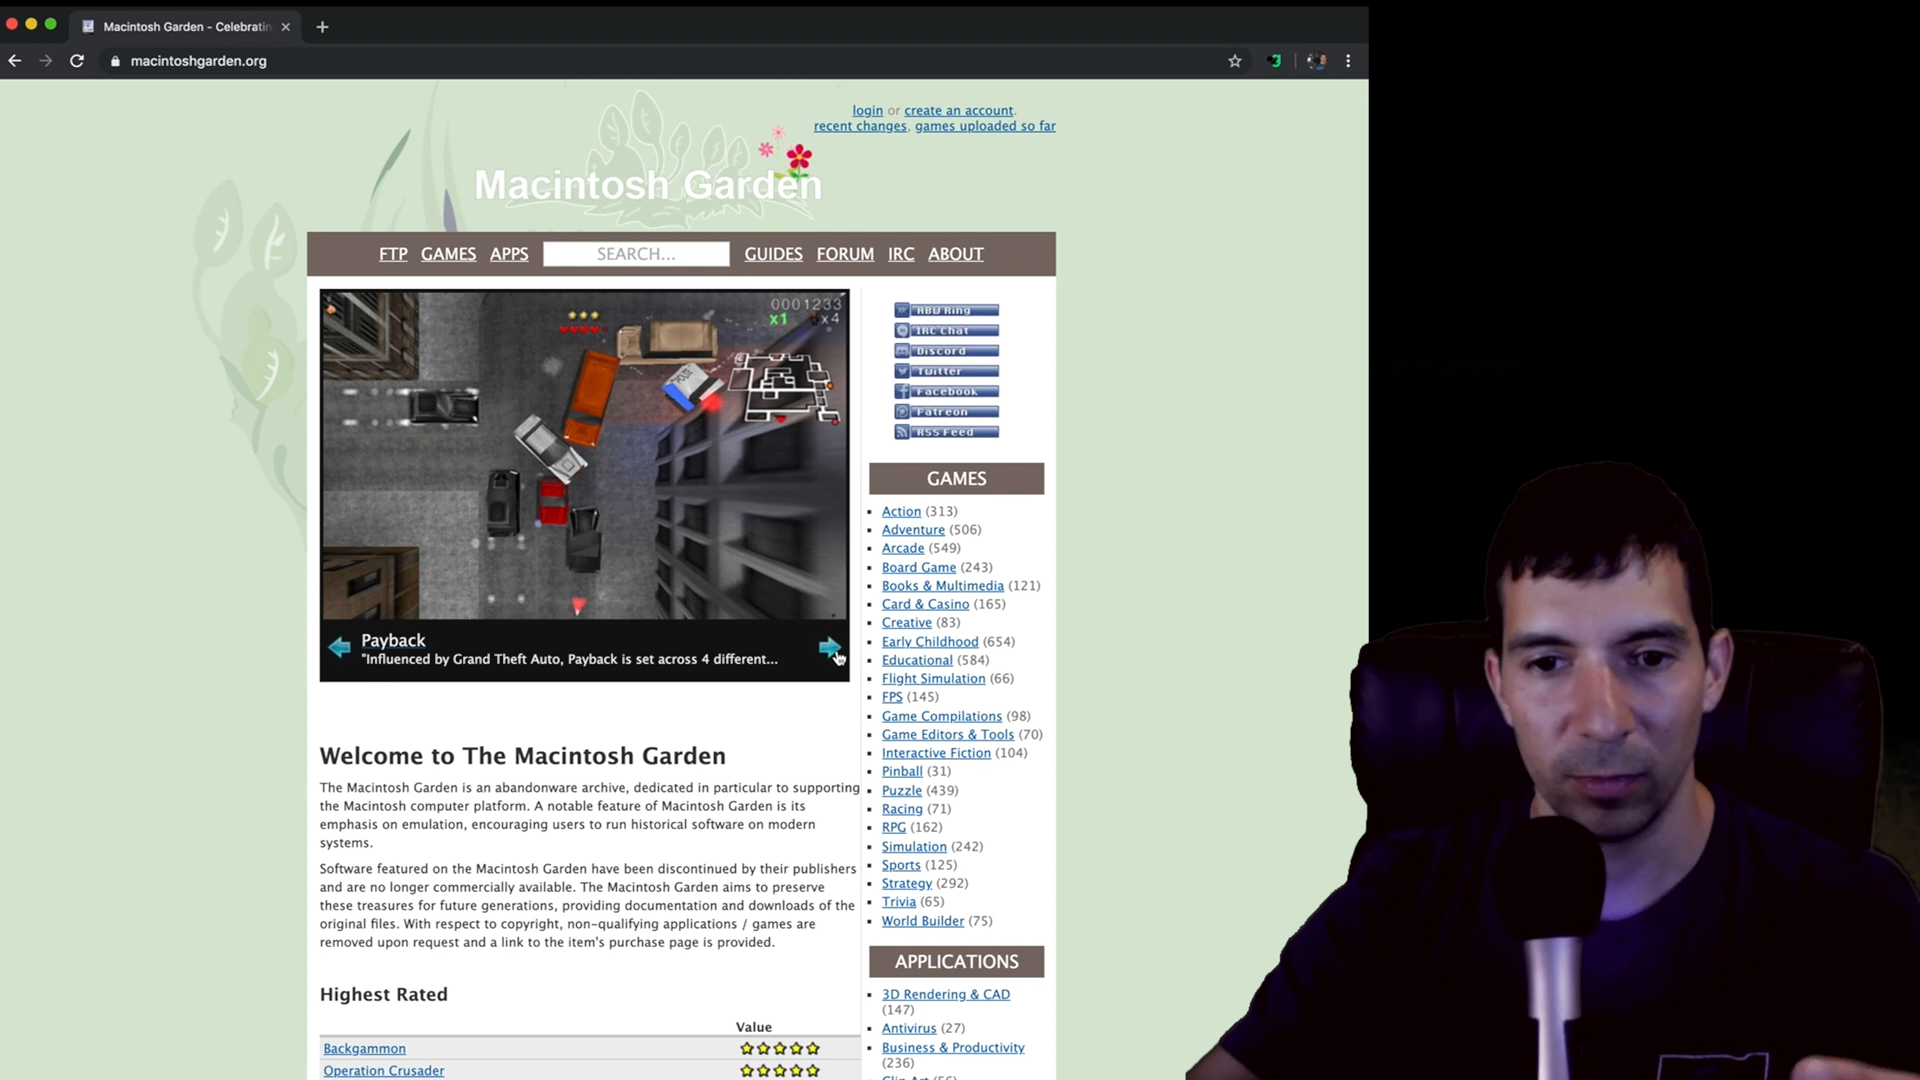 Macintosh Garden - Celebratin
macintoshgarden.org
login or create an account.
recent changes, games uploaded so far
Macintosh Garden
FTP GAMES APPS SEARCH... GUIDES FORUM IRC ABOUT
0001233
x1 x4
POLICE
Payback
"Influenced by Grand Theft Auto, Payback is set across 4 different...
ABW Ring
IRC Chat
Discord
Twitter
Facebook
Patreon
RSS Feed
GAMES
Action (313)
Adventure (506)
Arcade (549)
Board Game (243)
Books & Multimedia (121)
Card & Casino (165)
Creative (83)
Early Childhood (654)
Educational (584)
Flight Simulation (66)
FPS (145)
Game Compilations (98)
Game Editors & Tools (70)
Interactive Fiction (104)
Pinball (31)
Puzzle (439)
Racing (71)
RPG (162)
Simulation (242)
Sports (125)
Strategy (292)
Trivia (65)
World Builder (75)
APPLICATIONS
3D Rendering & CAD
(147)
Antivirus (27)
Business & Productivity
(236)
Welcome to The Macintosh Garden
The Macintosh Garden is an abandonware archive, dedicated in particular to supporting
the Macintosh computer platform. A notable feature of Macintosh Garden is its
emphasis on emulation, encouraging users to run historical software on modern
systems.
Software featured on the Macintosh Garden have been discontinued by their publishers
and are no longer commercially available. The Macintosh Garden aims to preserve
these treasures for future generations, providing documentation and downloads of the
original files. With respect to copyright, non-qualifying applications / games are
removed upon request and a link to the item's purchase page is provided.
Highest Rated
Value
Backgammon
Operation Crusader